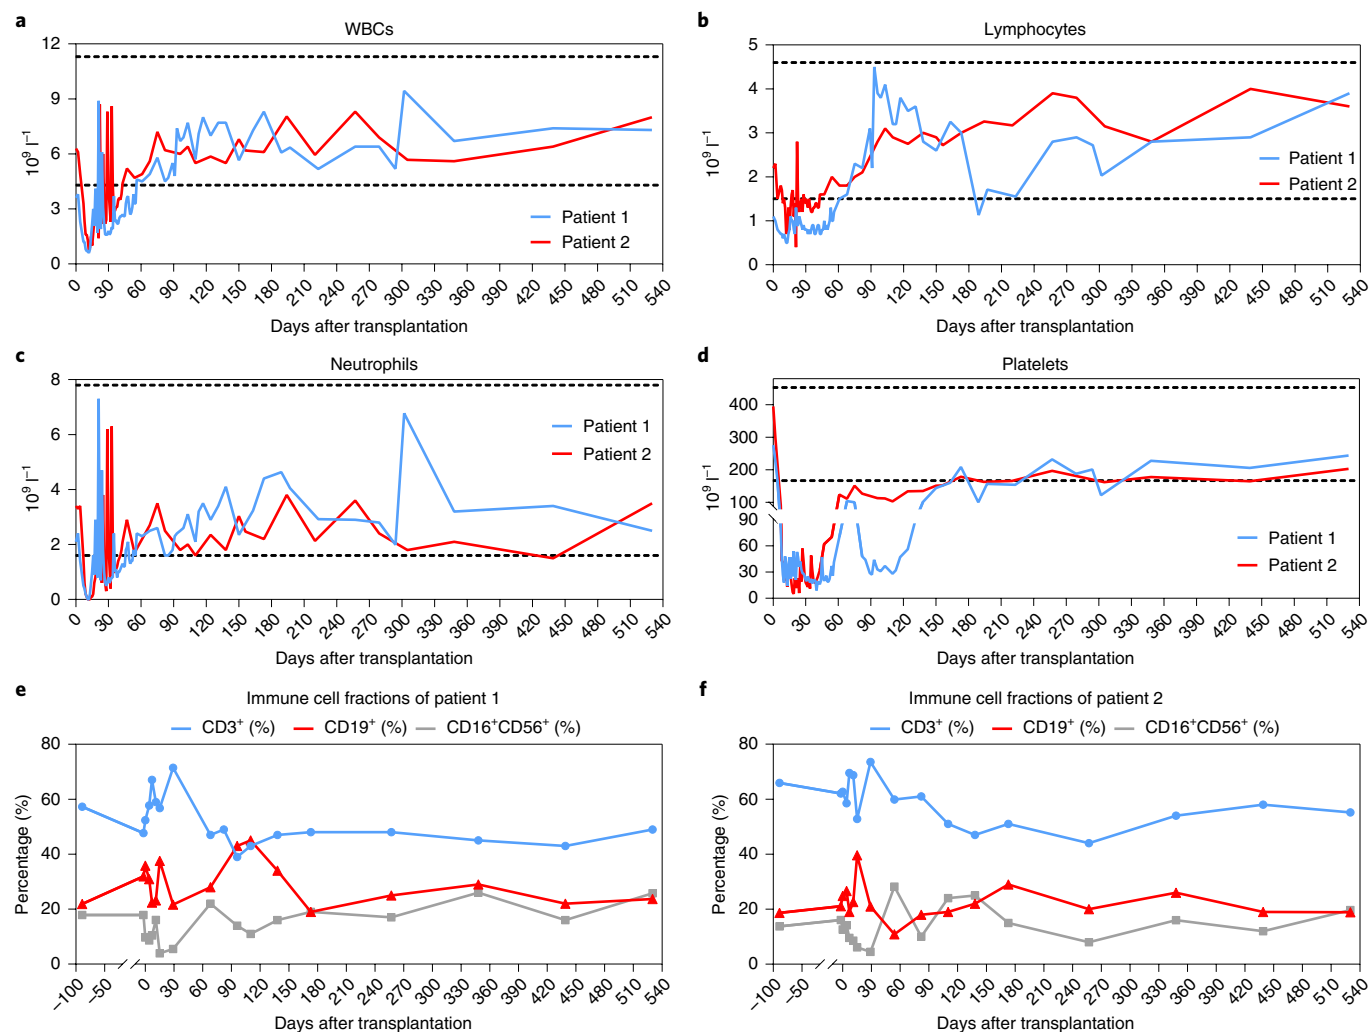 a
WBCs
12
9
6
3
0
10⁹ l⁻¹
Patient 1
Patient 2
0 30 60 90 120 150 180 210 240 270 300 330 360 390 420 450 480 510 540
Days after transplantation
b
Lymphocytes
5
4
3
2
1
0
10⁹ l⁻¹
Patient 1
Patient 2
0 30 60 90 120 150 180 210 240 270 300 330 360 390 420 450 480 510 540
Days after transplantation
c
Neutrophils
8
6
4
2
0
10⁹ l⁻¹
Patient 1
Patient 2
0 30 60 90 120 150 180 210 240 270 300 330 360 390 420 450 480 510 540
Days after transplantation
d
Platelets
400
300
200
100
90
60
30
0
10⁹ l⁻¹
Patient 1
Patient 2
0 30 60 90 120 150 180 210 240 270 300 330 360 390 420 450 480 510 540
Days after transplantation
e
Immune cell fractions of patient 1
CD3⁺ (%) CD19⁺ (%) CD16⁺CD56⁺ (%)
80
60
40
20
0
Percentage (%)
–100 –50 0 30 60 90 120 150 180 210 240 270 300 330 360 390 420 450 480 510 540
Days after transplantation
f
Immune cell fractions of patient 2
CD3⁺ (%) CD19⁺ (%) CD16⁺CD56⁺ (%)
80
60
40
20
0
Percentage (%)
–100 –50 0 30 60 90 120 150 180 210 240 270 300 330 360 390 420 450 480 510 540
Days after transplantation